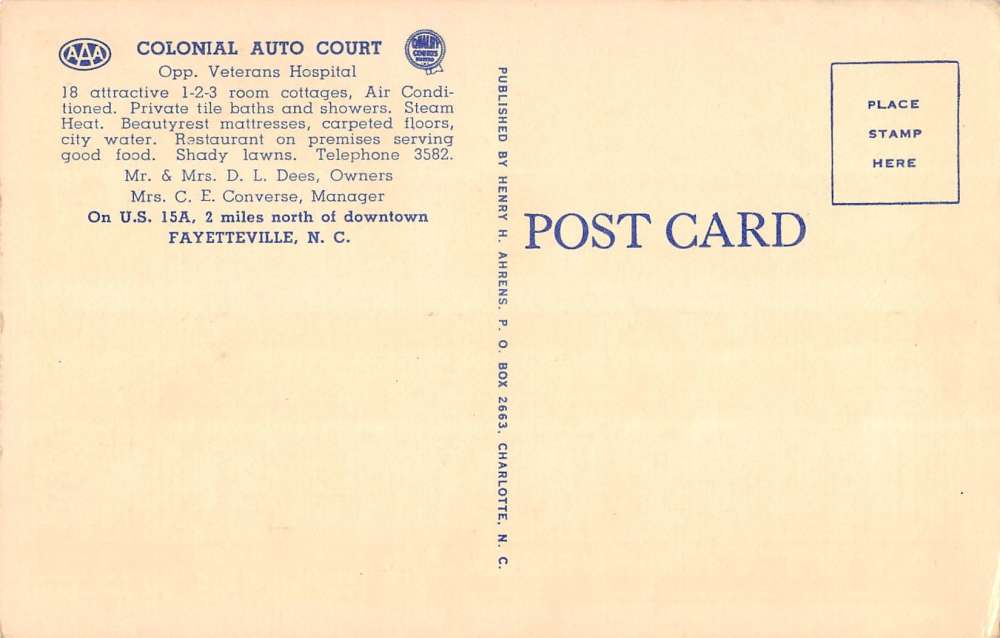 AAA
COLONIAL AUTO COURT
QUALITY
COURTS
UNITED
Opp. Veterans Hospital
18 attractive 1-2-3 room cottages, Air Condi-
tioned. Private tile baths and showers. Steam
Heat. Beautyrest mattresses, carpeted floors,
city water. Restaurant on premises serving
good food. Shady lawns. Telephone 3582.
Mr. & Mrs. D. L. Dees, Owners
Mrs. C. E. Converse, Manager
On U.S. 15A, 2 miles north of downtown
FAYETTEVILLE, N. C.
PUBLISHED BY HENRY H. AHRENS. P. O. BOX 2663, CHARLOTTE, N. C.
POST CARD
PLACE
STAMP
HERE